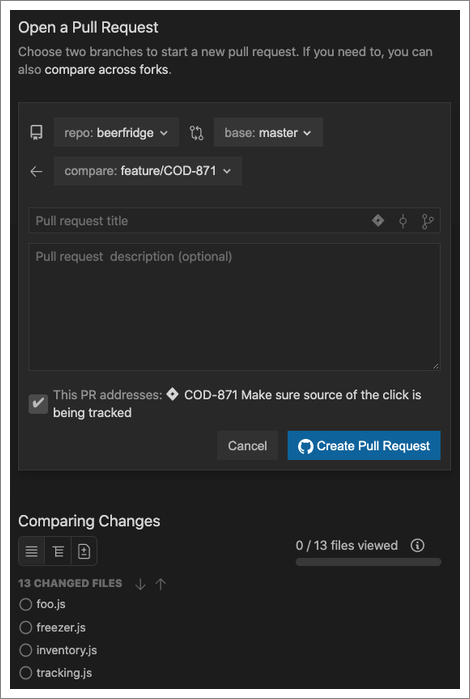 Open a Pull Request
Choose two branches to start a new pull request. If you need to, you can
also compare across forks.
repo: beerfridge
base: master
compare: feature/COD-871
Pull request title
Pull request  description (optional)
This PR addresses: COD-871 Make sure source of the click is
being tracked
Cancel
Create Pull Request
Comparing Changes
0 / 13 files viewed
13 CHANGED FILES
foo.js
freezer.js
inventory.js
tracking.js